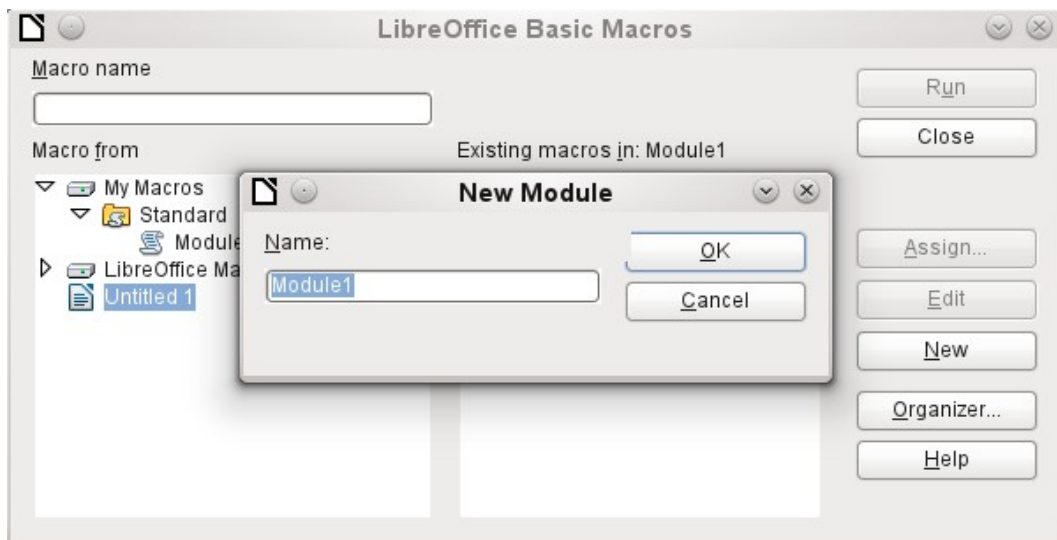 LibreOffice Basic Macros
Macro name
Run
Close
Macro from
Existing macros in: Module1
My Macros
Standard
Module
LibreOffice Ma
Untitled 1
New Module
Name:
Module1
OK
Cancel
Assign...
Edit
New
Organizer...
Help